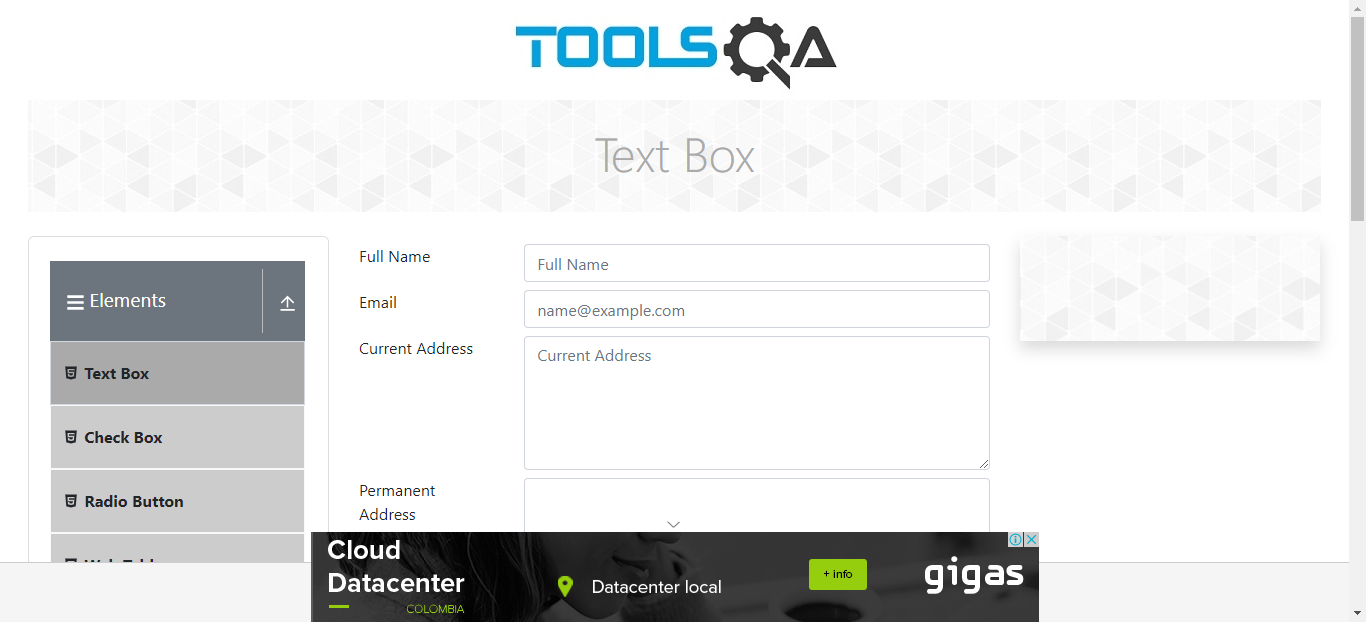 TOOLSQA
Text Box
Elements
Text Box
Check Box
Radio Button
Full Name
Full Name
Email
name@example.com
Current Address
Current Address
Permanent
Address
Cloud
Datacenter
COLOMBIA
Datacenter local
+ info
gigas